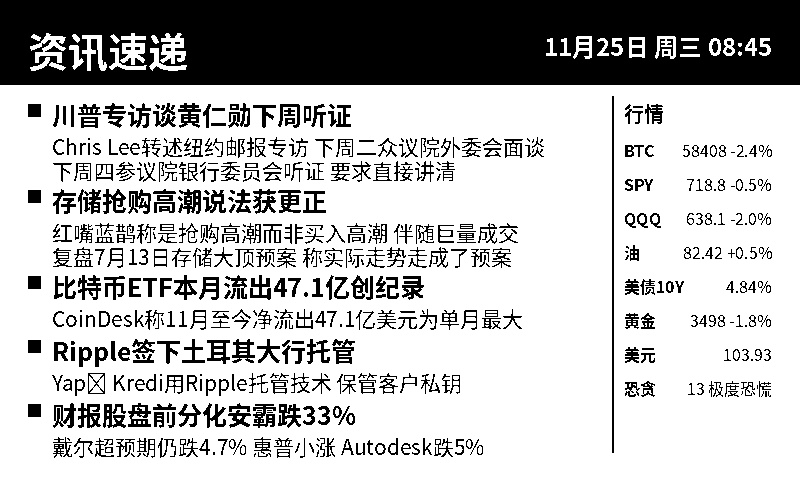 资讯速递
11月25日 周三 08:45
川普专访谈黄仁勋下周听证
Chris Lee转述纽约邮报专访 下周二众议院外委会面谈
下周四参议院银行委员会听证 要求直接讲清
存储抢购高潮说法获更正
红嘴蓝鹊称是抢购高潮而非买入高潮 伴随巨量成交
复盘7月13日存储大顶预案 称实际走势走成了预案
比特币ETF本月流出47.1亿创纪录
CoinDesk称11月至今净流出47.1亿美元为单月最大
Ripple签下土耳其大行托管
Yap Kredi用Ripple托管技术 保管客户私钥
财报股盘前分化安霸跌33%
戴尔超预期仍跌4.7% 惠普小涨 Autodesk跌5%
行情
BTC 58408 -2.4%
SPY 718.8 -0.5%
QQQ 638.1 -2.0%
油 82.42 +0.5%
美债10Y 4.84%
黄金 3498 -1.8%
美元 103.93
恐贪 13 极度恐慌